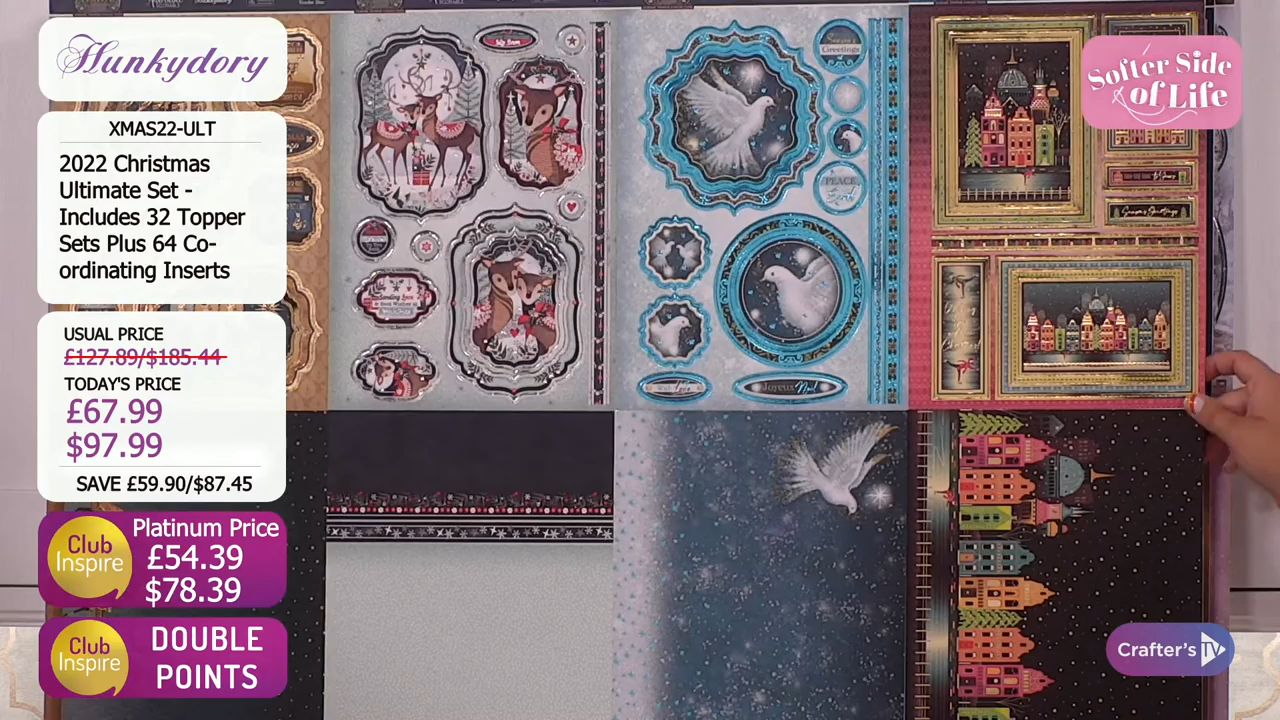 Hunkydory
XMAS22-ULT
2022 Christmas
Ultimate Set -
Includes 32 Topper
Sets Plus 64 Co-
ordinating Inserts
USUAL PRICE
£127.89/$185.44
TODAY'S PRICE
£67.99
$97.99
SAVE £59.90/$87.45
Club
Inspire
Platinum Price
£54.39
$78.39
Club
Inspire
DOUBLE
POINTS
Softer Side
of Life
Season's
Greetings
PEACE
Sending Love
Joyeux Noël
Season's Greetings
Crafter's TV